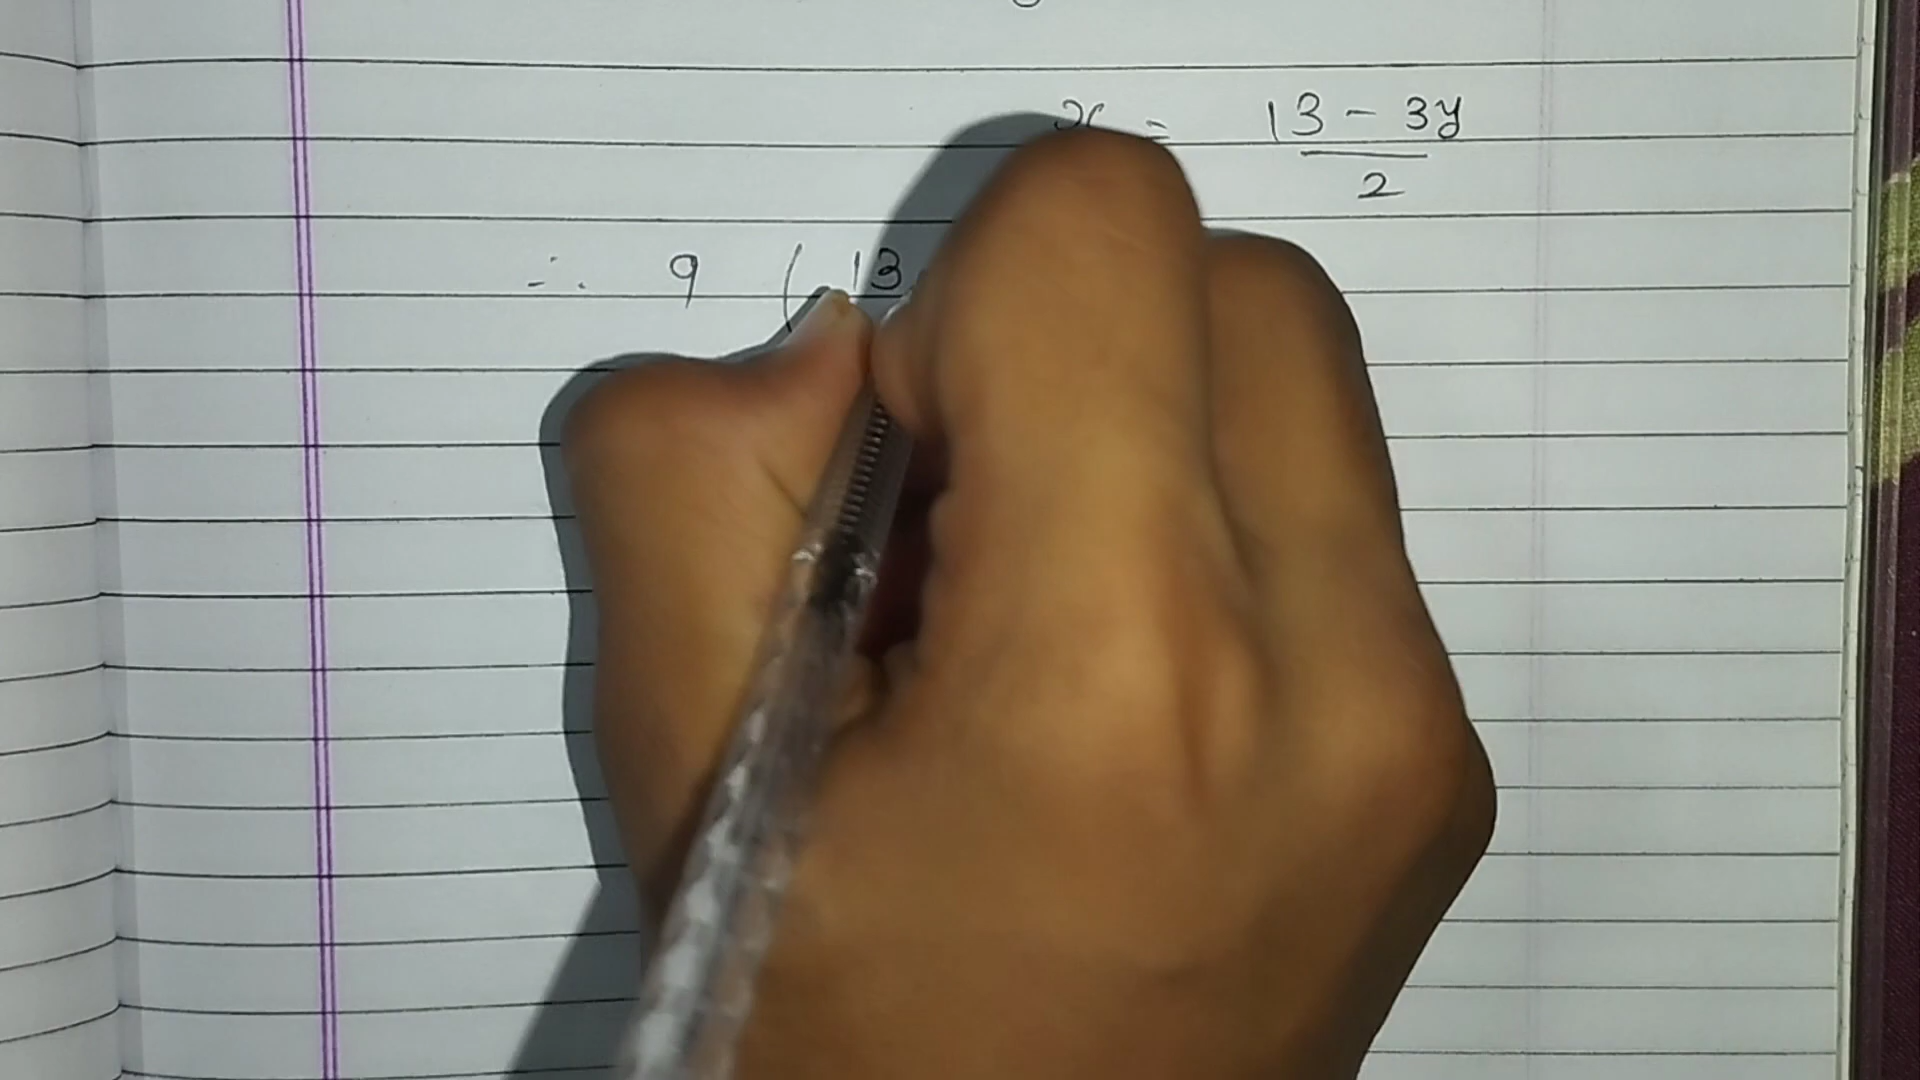 x = 13 - 3y
2
∴ 9 ( 13